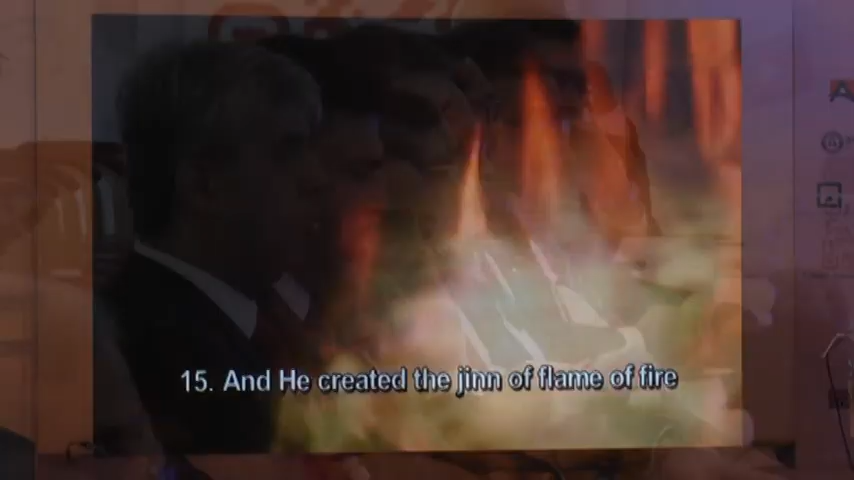 15. And He created the jinn of flame of fire